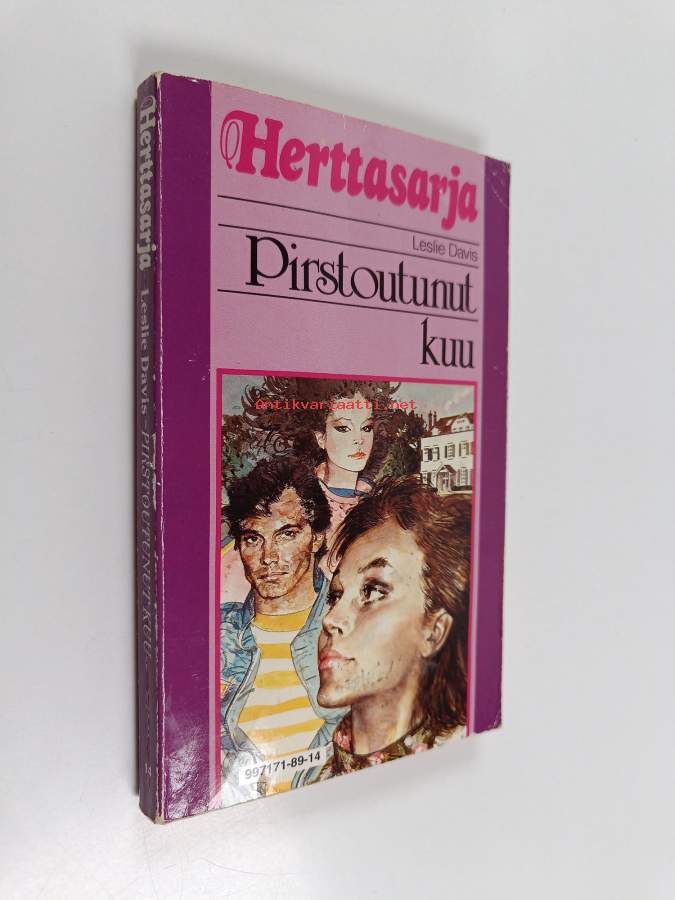 Herttasarja
Leslie Davis
Pirstoutunut
kuu
Antikvariaatti.net
997171-89-14
Herttasarja Leslie Davis - PIRSTOUTUNUT KUU
14